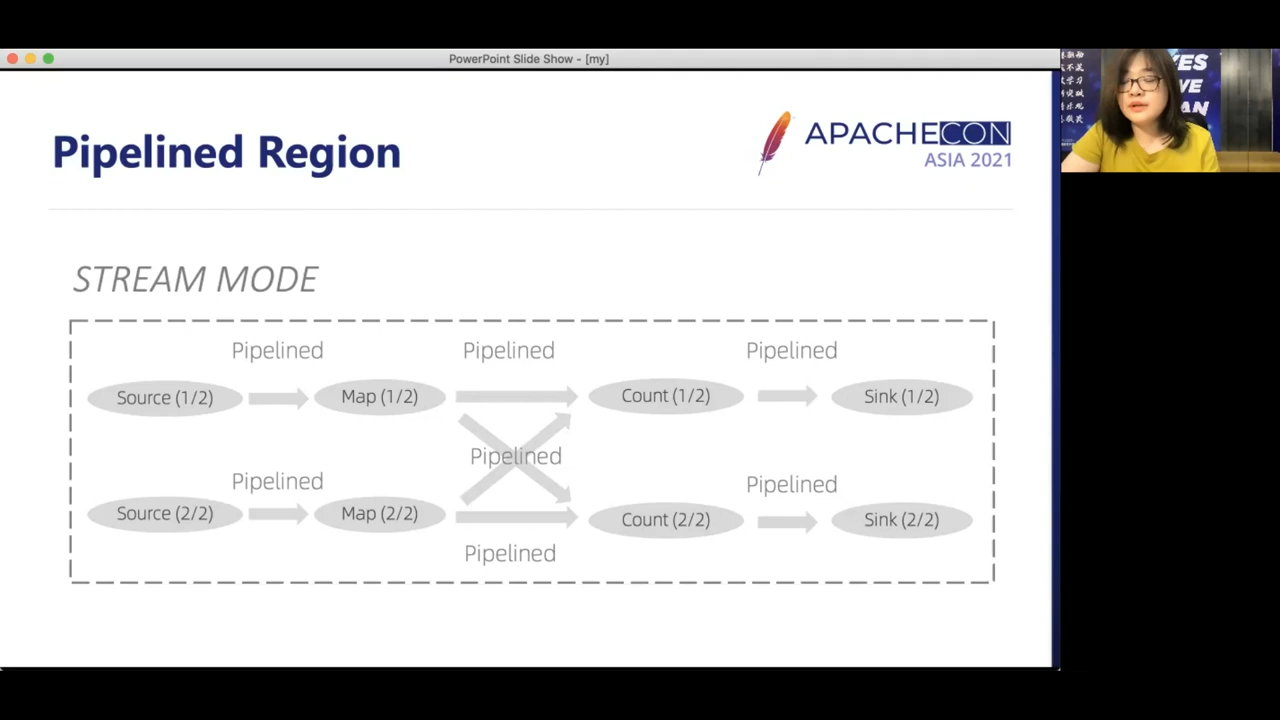 PowerPoint Slide Show - [my]
Pipelined Region
APACHECON
ASIA 2021
STREAM MODE
Pipelined Pipelined Pipelined
Source (1/2) Map (1/2) Count (1/2) Sink (1/2)
Pipelined
Pipelined Pipelined
Source (2/2) Map (2/2) Count (2/2) Sink (2/2)
Pipelined
YES
WE